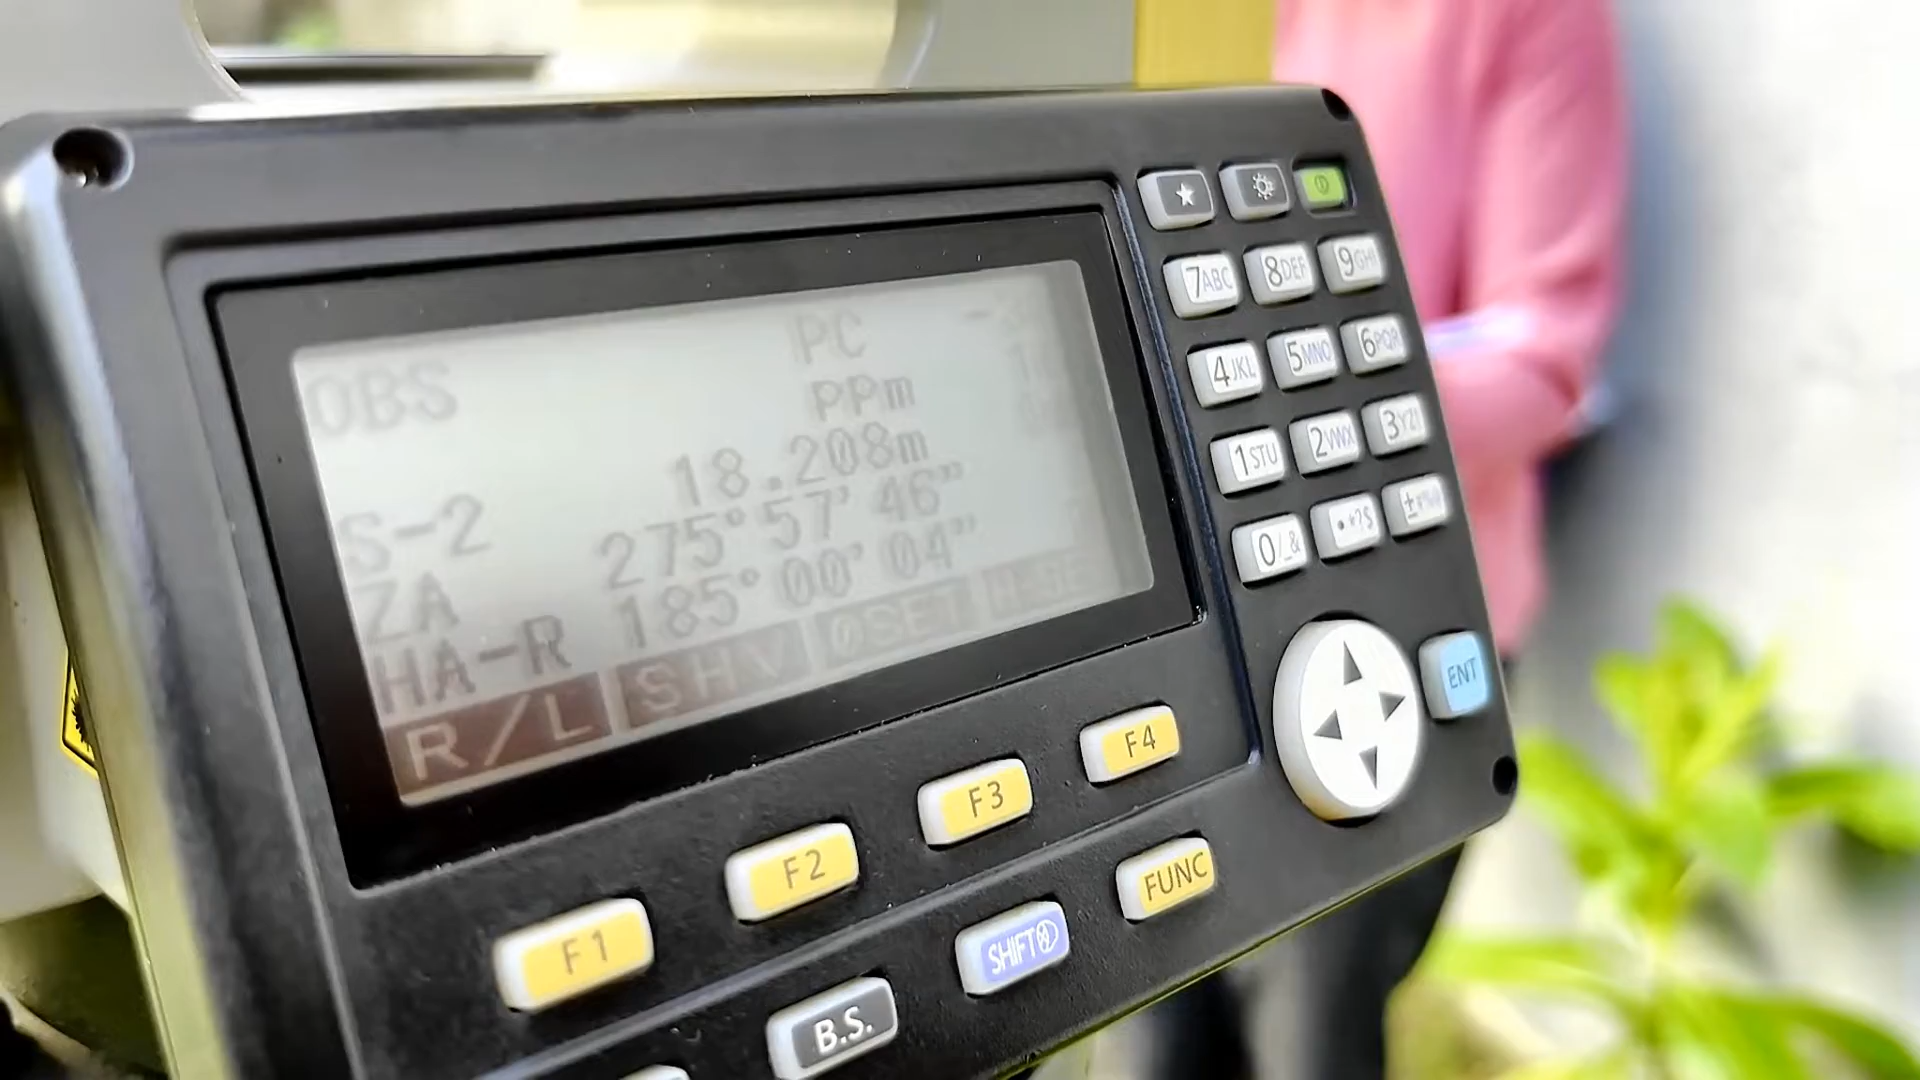 OBS PC
ppm
S-2 18.208m
ZA 275°57'46"
HA-R 185°00'04"
R/L SHV 0SET
7ABC 8DEF 9GHI
4JKL 5MNO 6PQR
1STU 2VWX 3YZ!
0/_&
ENT
F1 F2 F3 F4
B.S. SHIFT FUNC